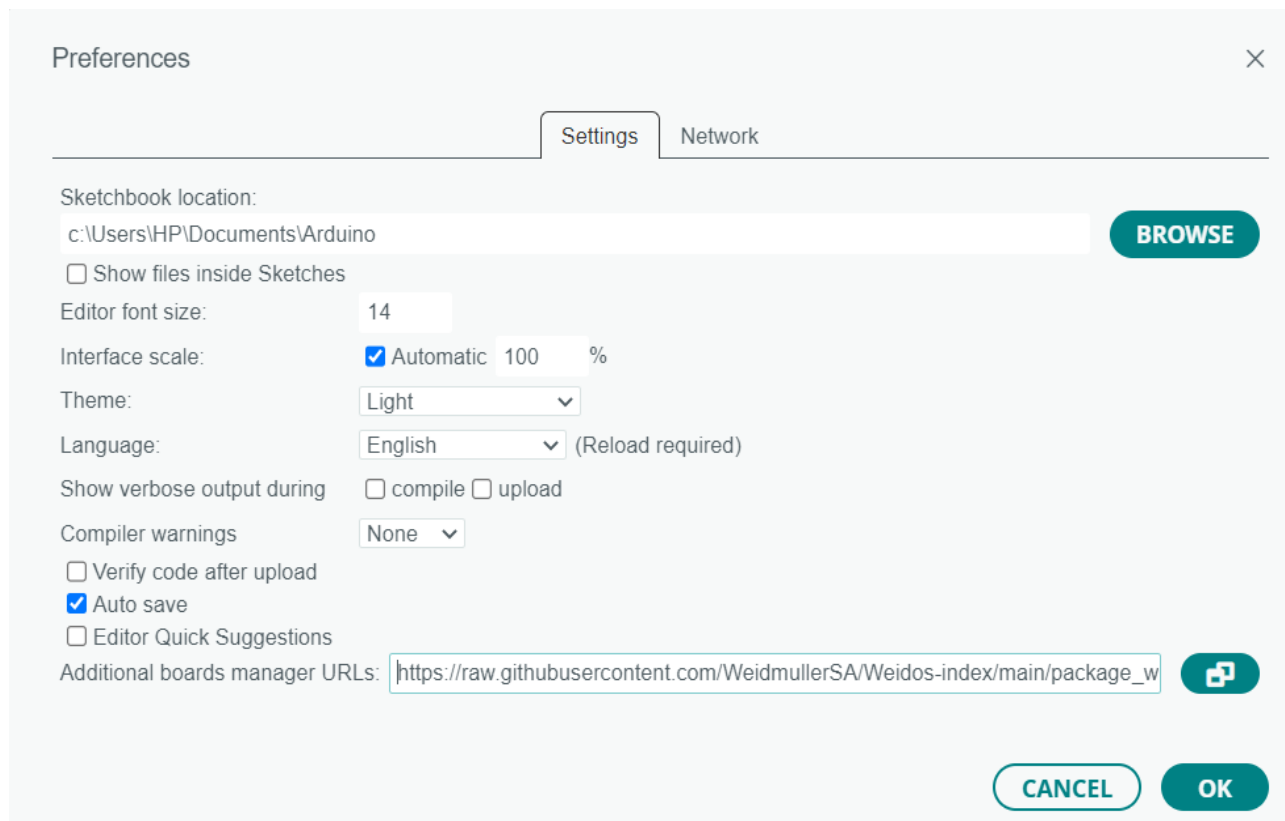 Preferences
Settings Network
Sketchbook location:
c:\Users\HP\Documents\Arduino BROWSE
Show files inside Sketches
Editor font size: 14
Interface scale: Automatic 100 %
Theme: Light
Language: English (Reload required)
Show verbose output during compile upload
Compiler warnings None
Verify code after upload
Auto save
Editor Quick Suggestions
Additional boards manager URLs: https://raw.githubusercontent.com/WeidmullerSA/Weidos-index/main/package_w
CANCEL OK